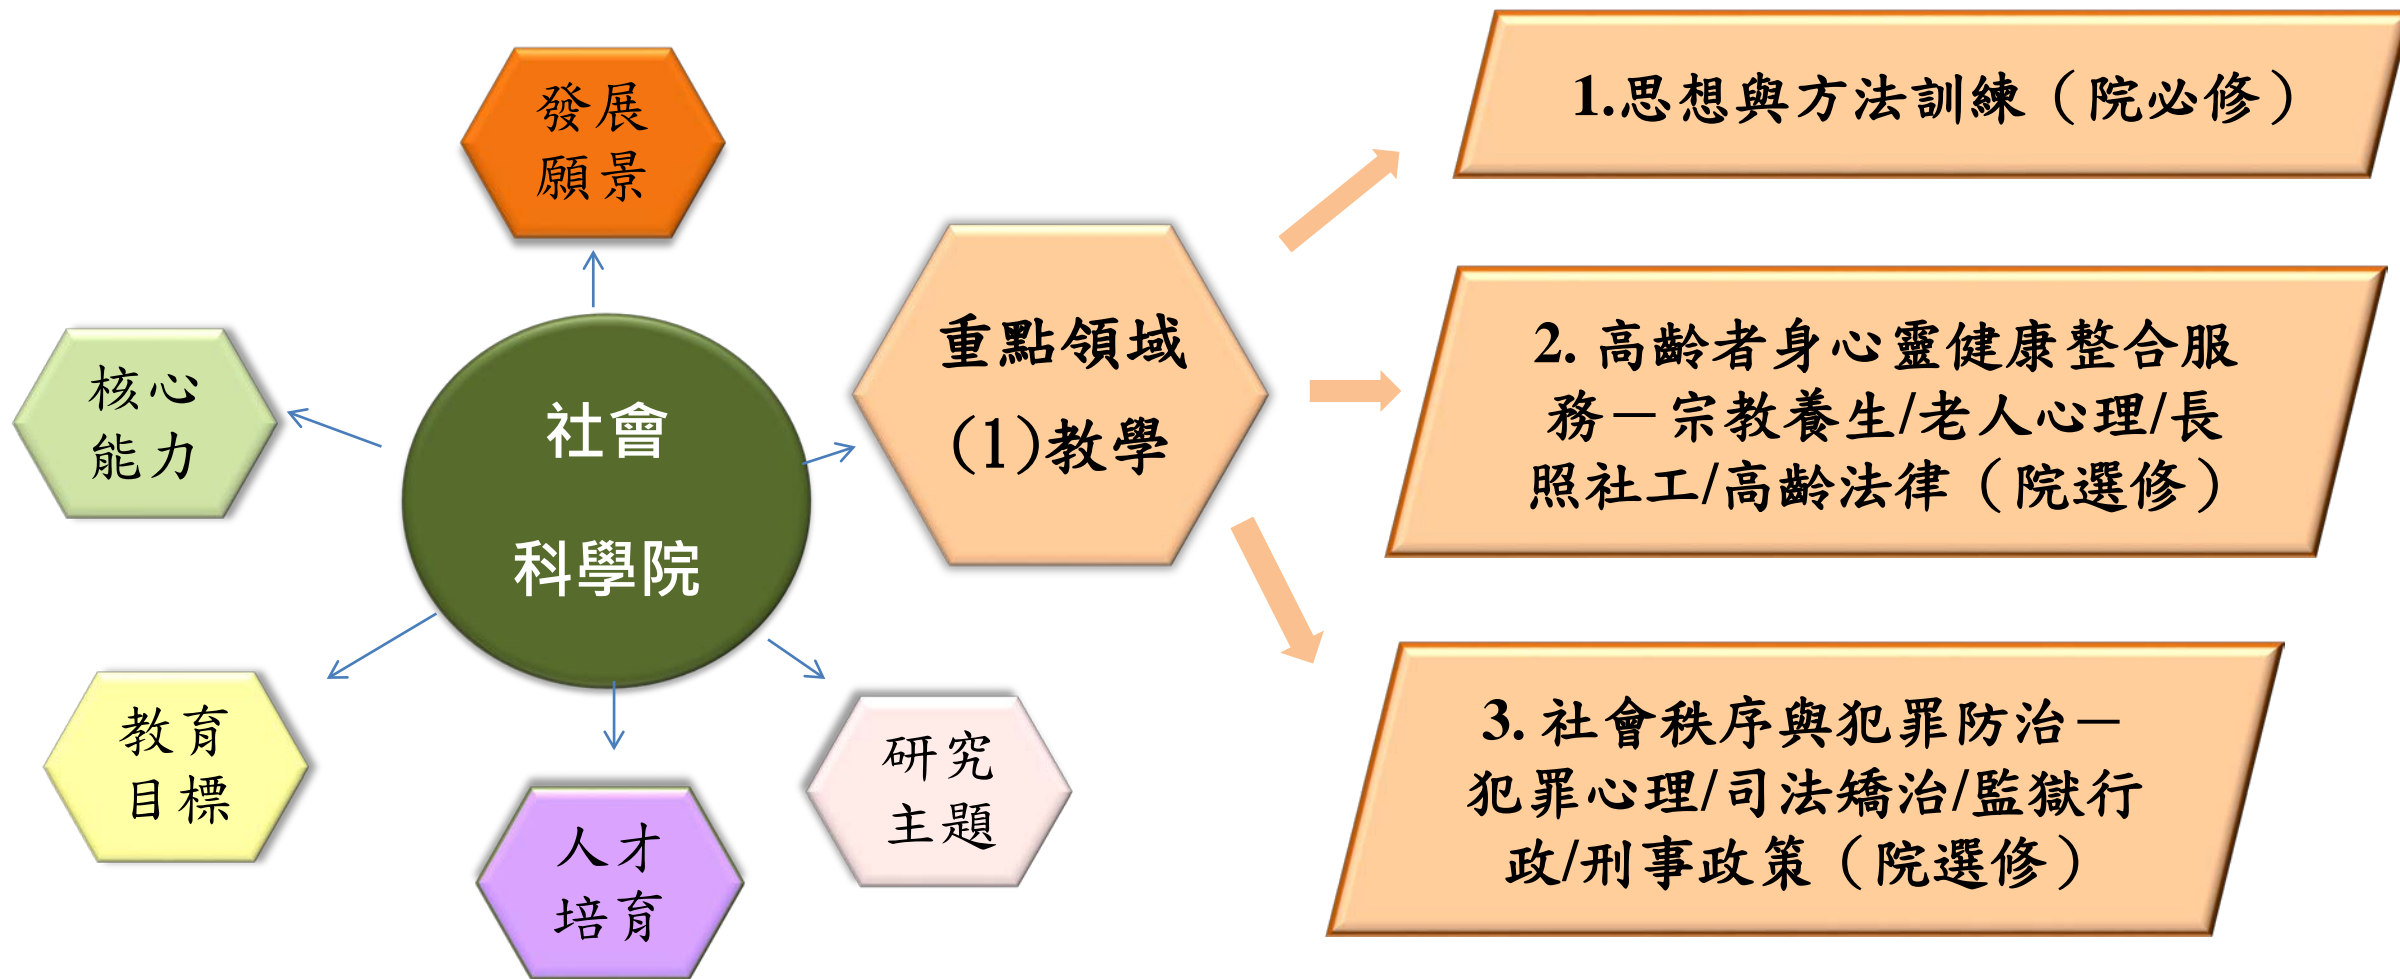 發展
願景
核心
能力
社會
科學院
教育
目標
人才
培育
研究
主題
重點領域
(1)教學
1.思想與方法訓練（院必修）
2. 高齡者身心靈健康整合服
務－宗教養生/老人心理/長
照社工/高齡法律（院選修）
3. 社會秩序與犯罪防治－
犯罪心理/司法矯治/監獄行
政/刑事政策（院選修）